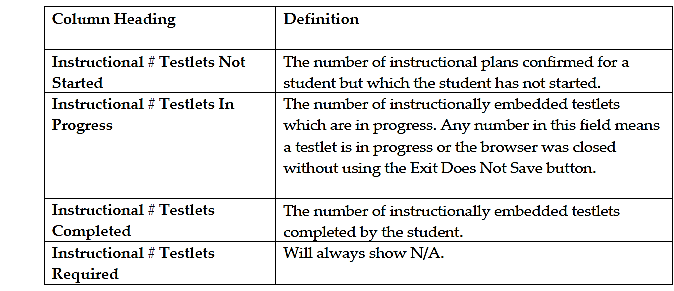 Column Heading Definition
Instructional # Testlets Not The number of instructional plans confirmed for a
Started student but which the student has not started.
Instructional # Testlets In The number of instructionally embedded testlets
Progress which are in progress. Any number in this field means
a testlet is in progress or the browser was closed
without using the Exit Does Not Save button.
Instructional # Testlets The number of instructionally embedded testlets
Completed completed by the student.
Instructional # Testlets Will always show N/A.
Required